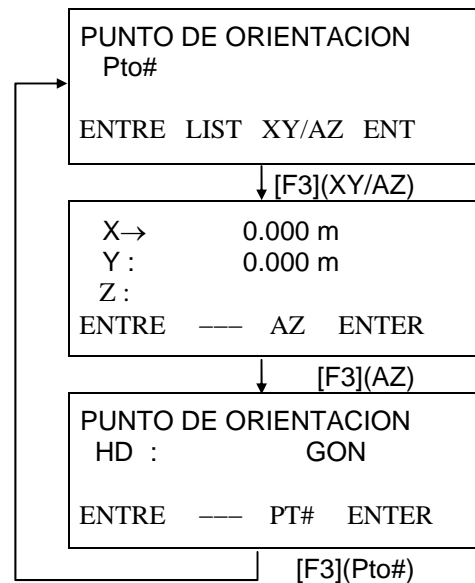 PUNTO DE ORIENTACION
Pto#
ENTRE LIST XY/AZ ENT
[F3](XY/AZ)
X→ 0.000 m
Y : 0.000 m
Z :
ENTRE --- AZ ENTER
[F3](AZ)
PUNTO DE ORIENTACION
HD : GON
ENTRE --- PT# ENTER
[F3](Pto#)